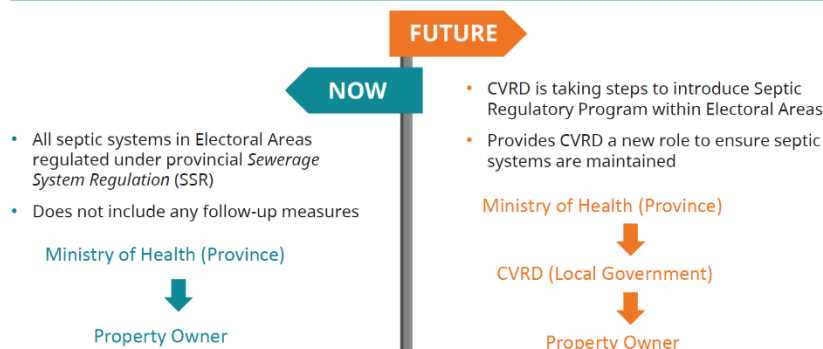 FUTURE
NOW
• All septic systems in Electoral Areas
regulated under provincial Sewerage
System Regulation (SSR)
• Does not include any follow-up measures
Ministry of Health (Province)
Property Owner
• CVRD is taking steps to introduce Septic
Regulatory Program within Electoral Areas
• Provides CVRD a new role to ensure septic
systems are maintained
Ministry of Health (Province)
CVRD (Local Government)
Property Owner